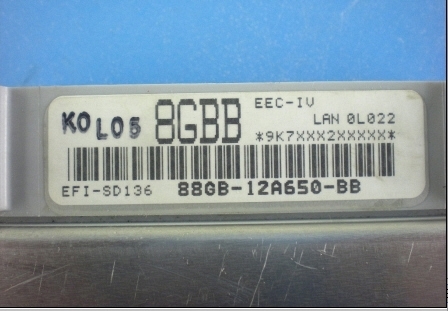 KO L05 8GBB EEC-IV
LAN 0L022
*9K7XXX2XXXXX*
EFI-SD136 88GB-12A650-BB